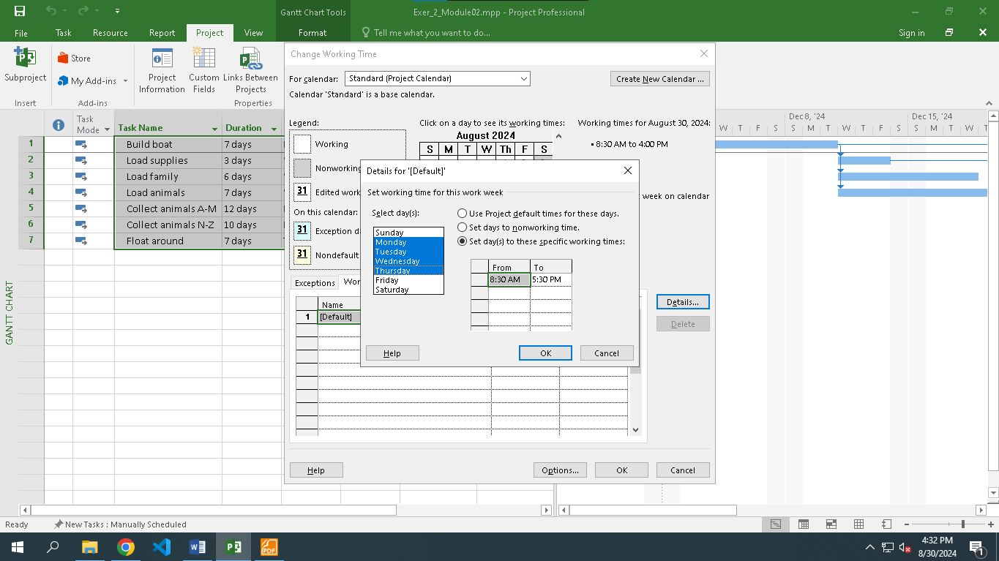 Gantt Chart Tools
Exer_2_Module02.mpp - Project Professional
File Task Resource Report Project View Format Tell me what you want to do... Sign in
Subproject
Insert
Store
My Add-ins
Add-ins
Project Information
Custom Fields
Links Between Projects
Properties
Change Working Time
For calendar: Standard (Project Calendar)
Create New Calendar ...
Calendar 'Standard' is a base calendar.
Legend:
Working
Nonworking
31 Edited work
On this calendar:
31 Exception da
31 Nondefault
Click on a day to see its working times:
August 2024
S M T W Th F S
Working times for August 30, 2024:
• 8:30 AM to 4:00 PM
week on calendar
Exceptions Wor
Name
1 [Default]
Details...
Delete
Help Options... OK Cancel
Details for '[Default]'
Set working time for this work week
Select day(s):
Sunday
Monday
Tuesday
Wednesday
Thursday
Friday
Saturday
Use Project default times for these days.
Set days to nonworking time.
Set day(s) to these specific working times:
From To
8:30 AM 5:30 PM
Help OK Cancel
Task Mode Task Name Duration
1 Build boat 7 days
2 Load supplies 3 days
3 Load family 6 days
4 Load animals 7 days
5 Collect animals A-M 12 days
6 Collect animals N-Z 10 days
7 Float around 7 days
GANTT CHART
Dec 8, '24 Dec 15, '24
W T F S S M T W T F S S M T W T
Ready New Tasks : Manually Scheduled
4:32 PM
8/30/2024
1